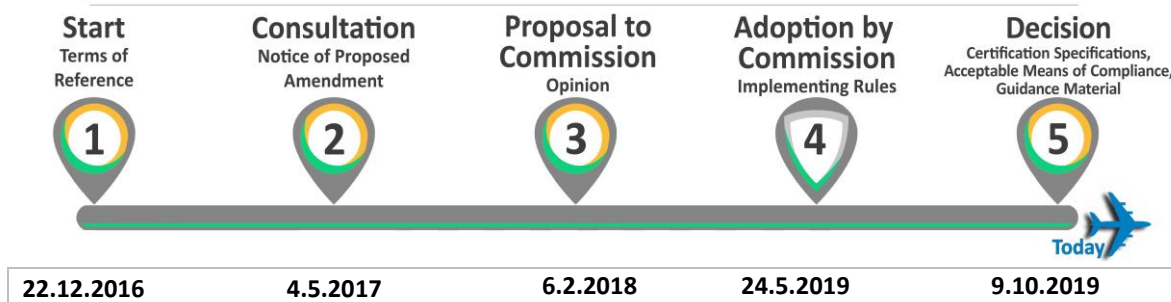 Start
Terms of
Reference
Consultation
Notice of Proposed
Amendment
Proposal to
Commission
Opinion
Adoption by
Commission
Implementing Rules
Decision
Certification Specifications,
Acceptable Means of Compliance,
Guidance Material
1
2
3
4
5
Today
22.12.2016
4.5.2017
6.2.2018
24.5.2019
9.10.2019